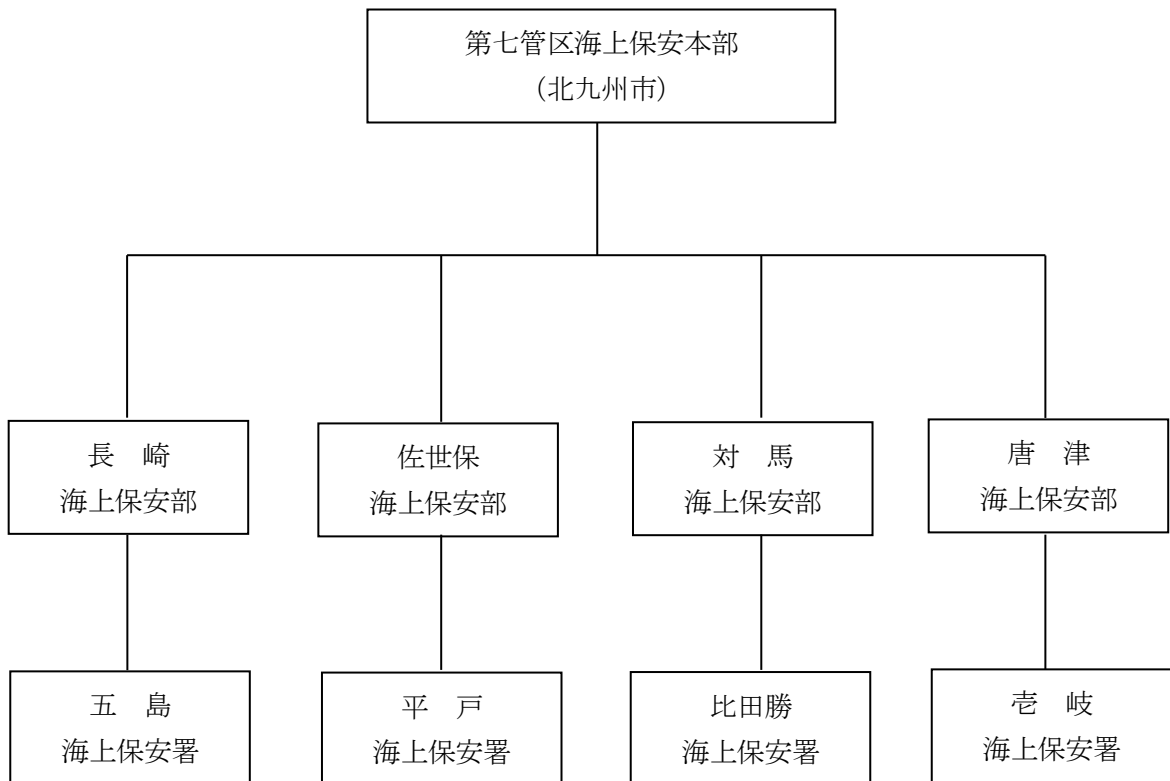 第七管区海上保安本部
（北九州市）
長　崎
海上保安部
佐世保
海上保安部
対　馬
海上保安部
唐　津
海上保安部
五　島
海上保安署
平　戸
海上保安署
比田勝
海上保安署
壱　岐
海上保安署